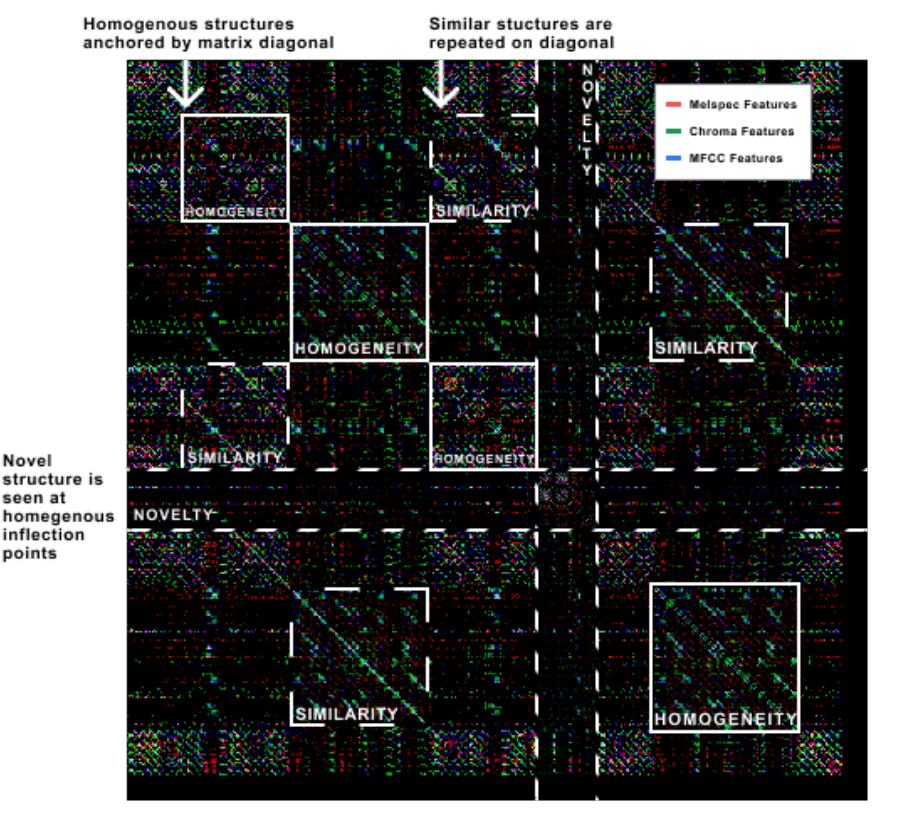 Homogenous structures
anchored by matrix diagonal
Similar stuctures are
repeated on diagonal
NOVELTY
Melspec Features
Chroma Features
MFCC Features
HOMOGENEITY
SIMILARITY
HOMOGENEITY
SIMILARITY
SIMILARITY
HOMOGENEITY
Novel
structure is
seen at
homegenous
inflection
points
NOVELTY
SIMILARITY
HOMOGENEITY